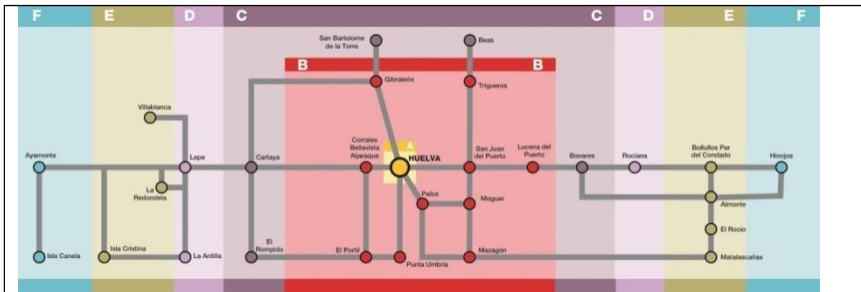 F
E
D
C
C
D
E
F
San Bartolome
de la Torre
Beas
B
B
Gibraleón
Trigueros
Villablanca
Corrales
Bellavista
Aljaraque
A
HUELVA
San Juan
del Puerto
Lucena del
Puerto
Bollullos Par
del Condado
Ayamonte
Lepe
Cartaya
Bonares
Rociana
Hinojos
La
Redondela
Palos
Moguer
Almonte
El Rocío
El
Rompido
Isla Canela
Isla Cristina
La Antilla
El Portil
Punta Umbría
Mazagón
Matalascañas